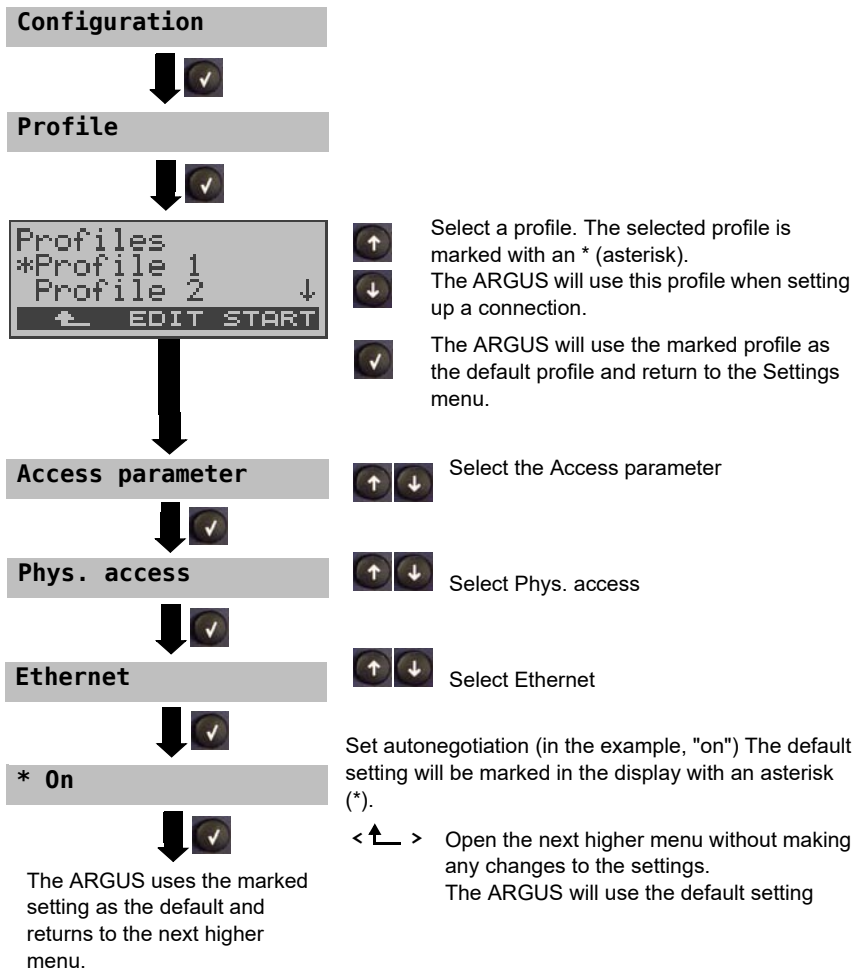 Configuration
Profile
Profiles
*Profile 1
Profile 2 ↓
EDIT START
Select a profile. The selected profile is
marked with an * (asterisk).
The ARGUS will use this profile when setting
up a connection.
The ARGUS will use the marked profile as
the default profile and return to the Settings
menu.
Access parameter
Select the Access parameter
Phys. access
Select Phys. access
Ethernet
Select Ethernet
* On
Set autonegotiation (in the example, "on") The default
setting will be marked in the display with an asterisk
(*).
< > Open the next higher menu without making
any changes to the settings.
The ARGUS will use the default setting
The ARGUS uses the marked
setting as the default and
returns to the next higher
menu.